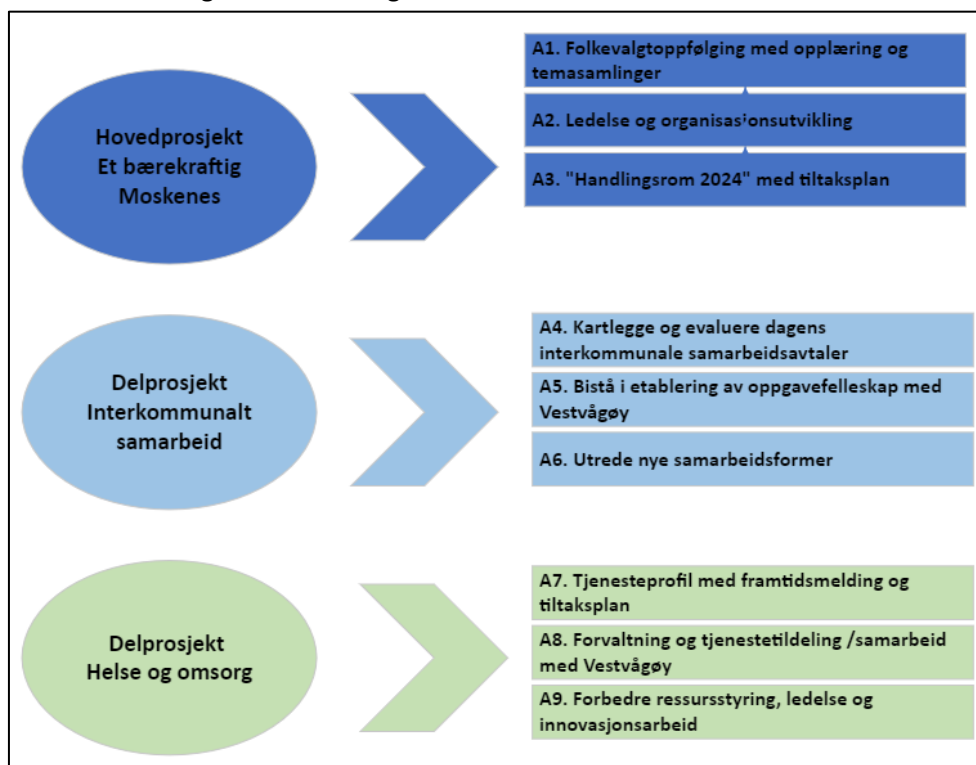 Hovedprosjekt
Et bærekraftig
Moskenes
A1. Folkevalgtoppfølging med opplæring og
temasamlinger
A2. Ledelse og organisasjonsutvikling
A3. "Handlingsrom 2024" med tiltaksplan
Delprosjekt
Interkommunalt
samarbeid
A4. Kartlegge og evaluere dagens
interkommunale samarbeidsavtaler
A5. Bistå i etablering av oppgavefelleskap med
Vestvågøy
A6. Utrede nye samarbeidsformer
Delprosjekt
Helse og omsorg
A7. Tjenesteprofil med framtidsmelding og
tiltaksplan
A8. Forvaltning og tjenestetildeling /samarbeid
med Vestvågøy
A9. Forbedre ressursstyring, ledelse og
innovasjonsarbeid